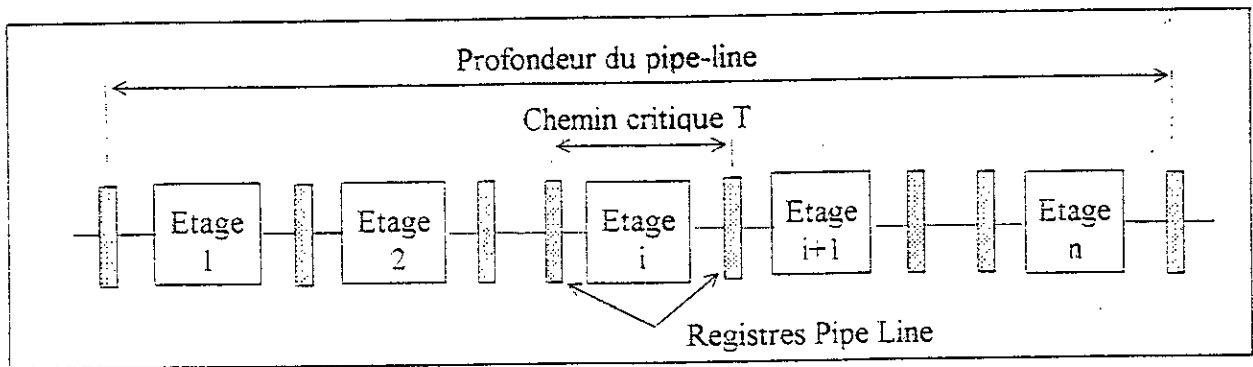 Profondeur du pipe-line
Chemin critique T
Etage 1
Etage 2
Etage i
Etage i+1
Etage n
Registres Pipe Line